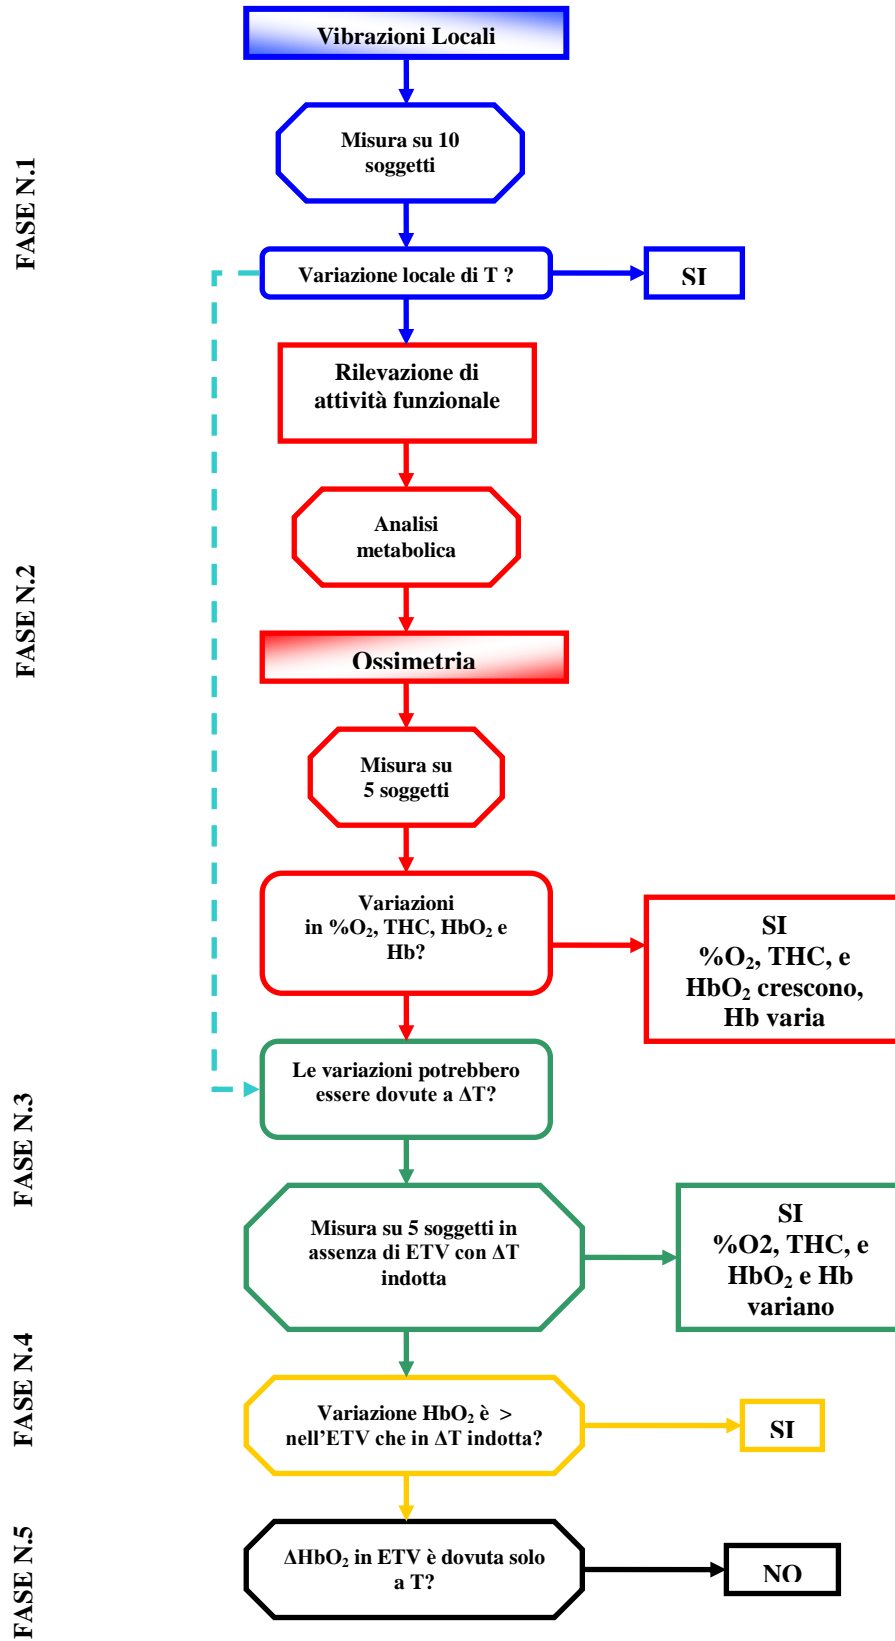 Vibrazioni Locali
FASE N.1
Misura su 10
soggetti
Variazione locale di T ?
SI
Rilevazione di
attività funzionale
FASE N.2
Analisi
metabolica
Ossimetria
Misura su
5 soggetti
Variazioni
in %O₂, THC, HbO₂ e
Hb?
SI
%O₂, THC, e
HbO₂ crescono,
Hb varia
FASE N.3
Le variazioni potrebbero
essere dovute a ΔT?
Misura su 5 soggetti in
assenza di ETV con ΔT
indotta
SI
%O2, THC, e
HbO₂ e Hb
variano
FASE N.4
Variazione HbO₂ è >
nell'ETV che in ΔT indotta?
SI
FASE N.5
ΔHbO₂ in ETV è dovuta solo
a T?
NO